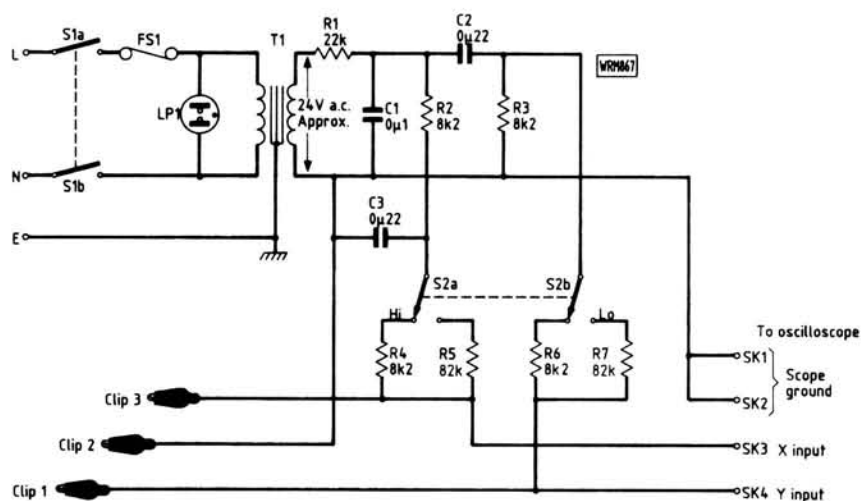 S1a
FS1
T1
R1
22k
C2
0µ22
WRM867
L
LP1
24V a.c.
Approx.
C1
0µ1
R2
8k2
R3
8k2
N
S1b
C3
0µ22
E
S2a
S2b
Hi
Lo
R4
8k2
R5
82k
R6
8k2
R7
82k
To oscilloscope
SK1
Scope
ground
SK2
Clip 3
Clip 2
SK3 X input
Clip 1
SK4 Y input